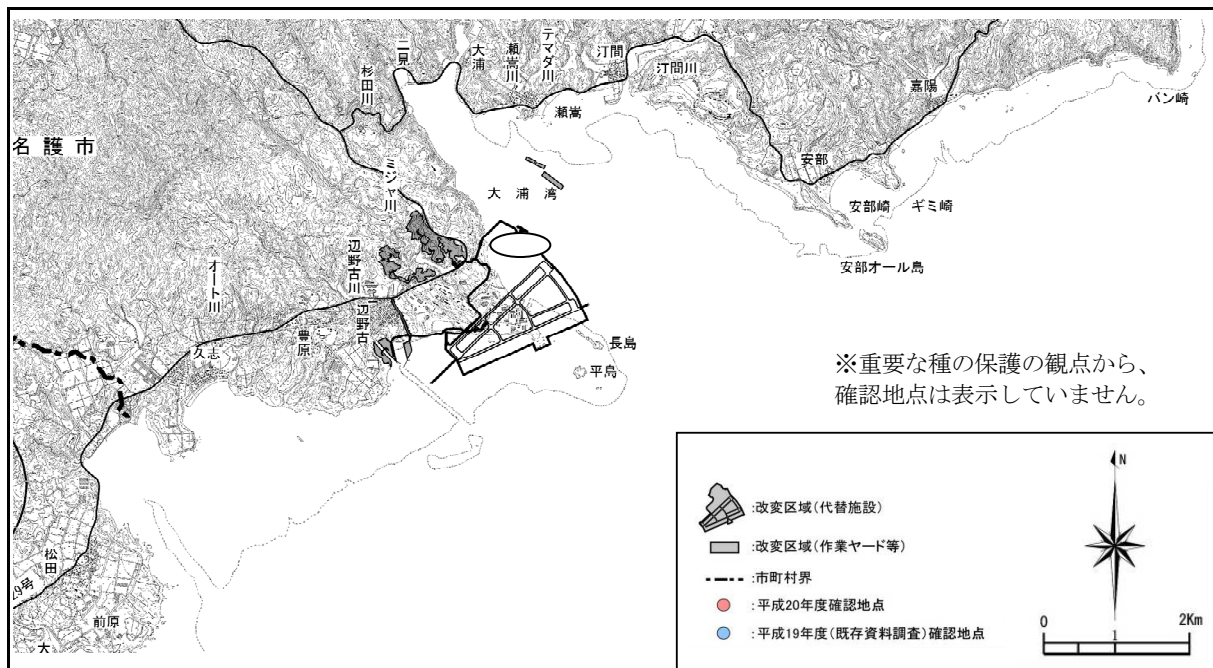 名護市
杉田川
二見
大浦
瀬嵩川
テマダ川
汀間
汀間川
瀬嵩
嘉陽
バン崎
安部
安部崎
ギミ崎
安部オール島
大浦湾
ミジャ川
辺野古川
辺野古
オート川
豊原
久志
長島
平島
松田
29号
前原
大
※重要な種の保護の観点から、
確認地点は表示していません。
N
:改変区域(代替施設)
:改変区域(作業ヤード等)
:市町村界
:平成20年度確認地点
:平成19年度(既存資料調査)確認地点
0 1 2Km